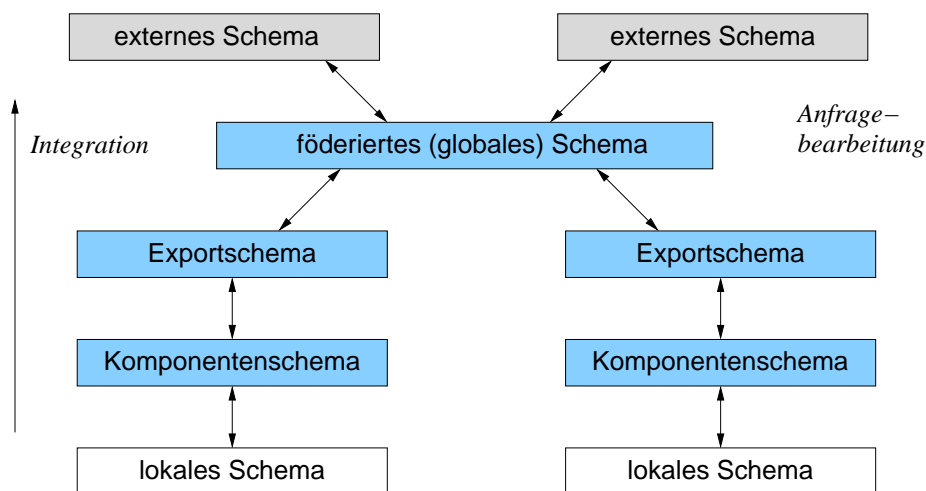 externes Schema
externes Schema
Integration
föderiertes (globales) Schema
Anfrage–
bearbeitung
Exportschema
Exportschema
Komponentenschema
Komponentenschema
lokales Schema
lokales Schema